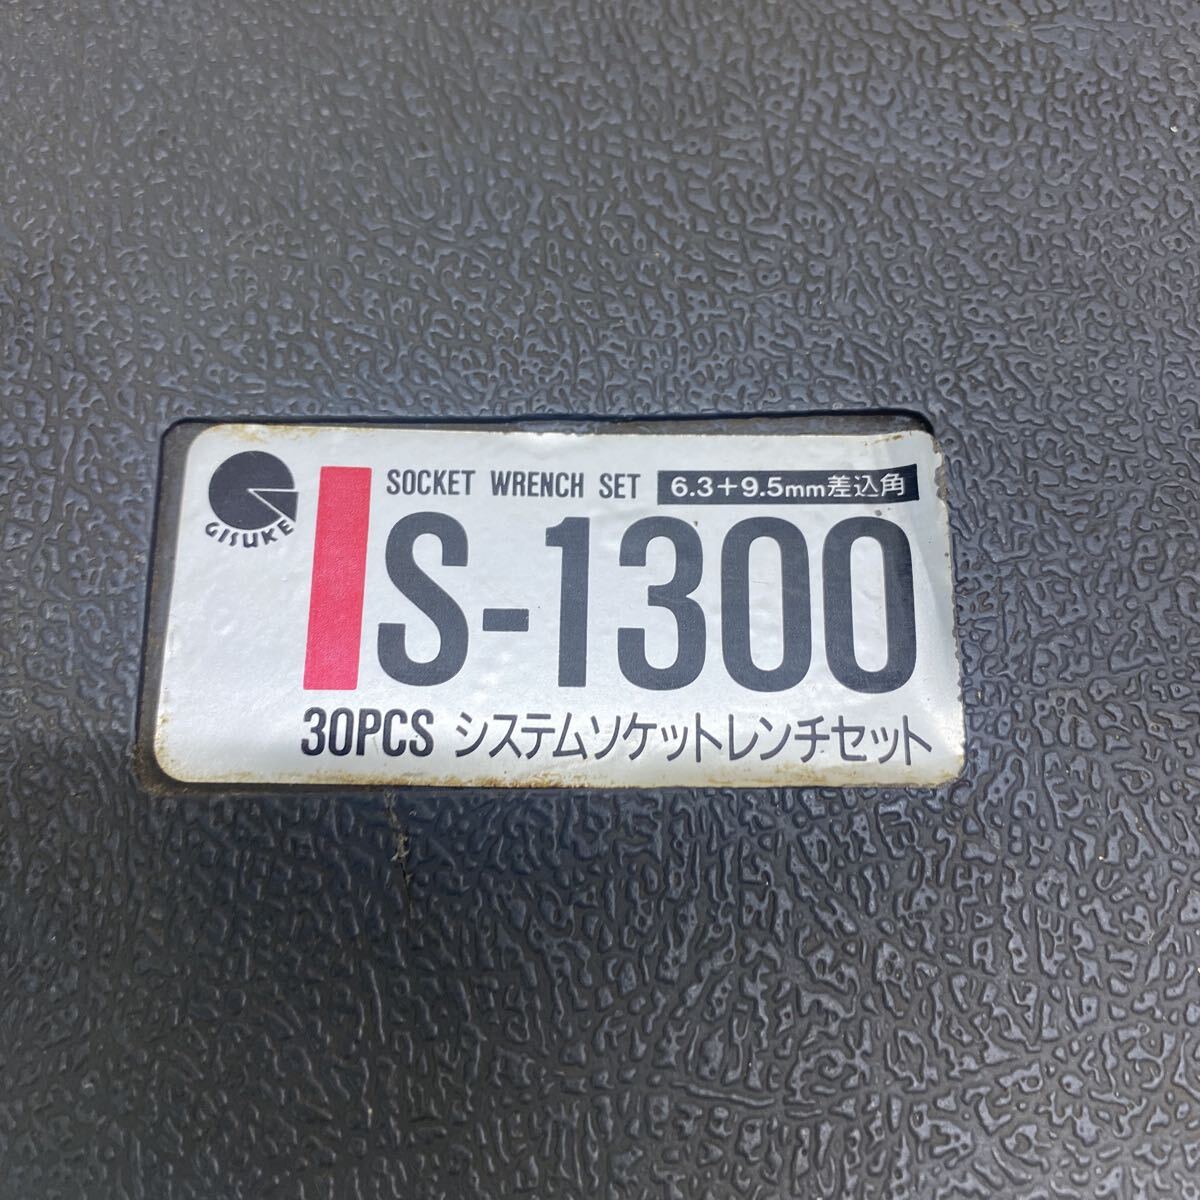 GISUKE
SOCKET WRENCH SET 6.3+9.5mm差込角
S-1300
30PCS システムソケットレンチセット